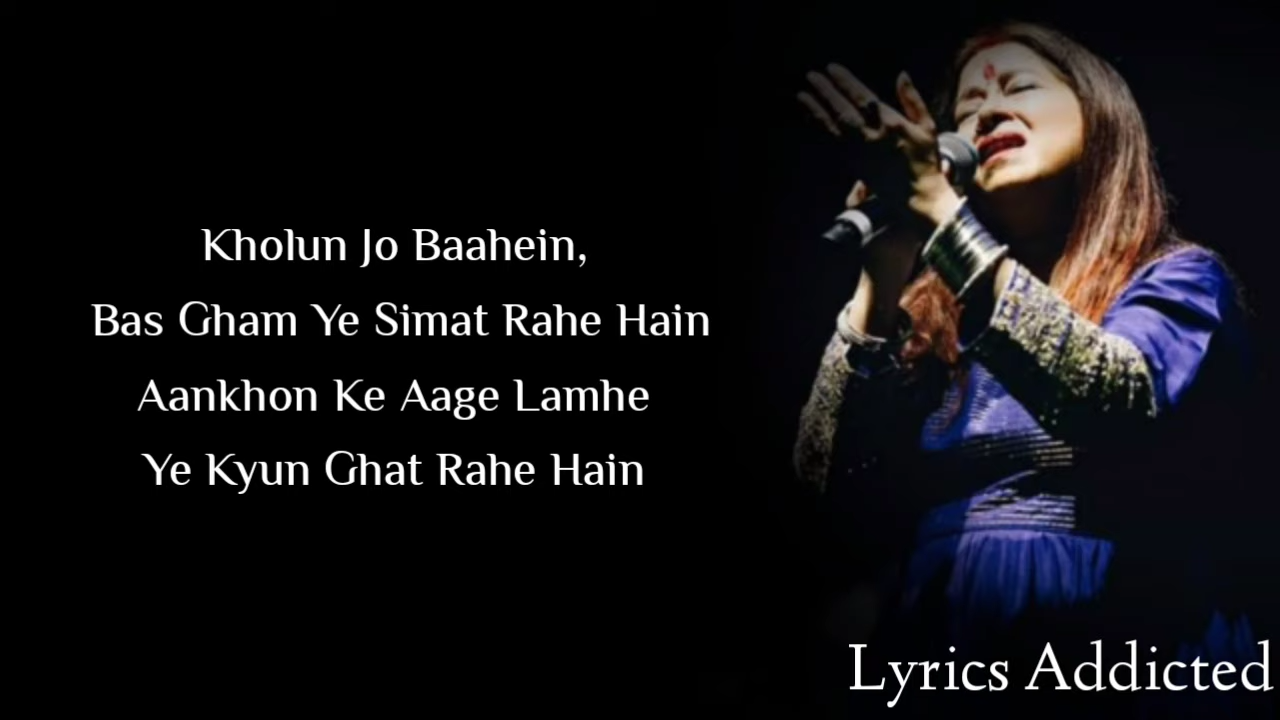 Kholun Jo Baahein,
Bas Gham Ye Simat Rahe Hain
Aankhon Ke Aage Lamhe
Ye Kyun Ghat Rahe Hain
Lyrics Addicted